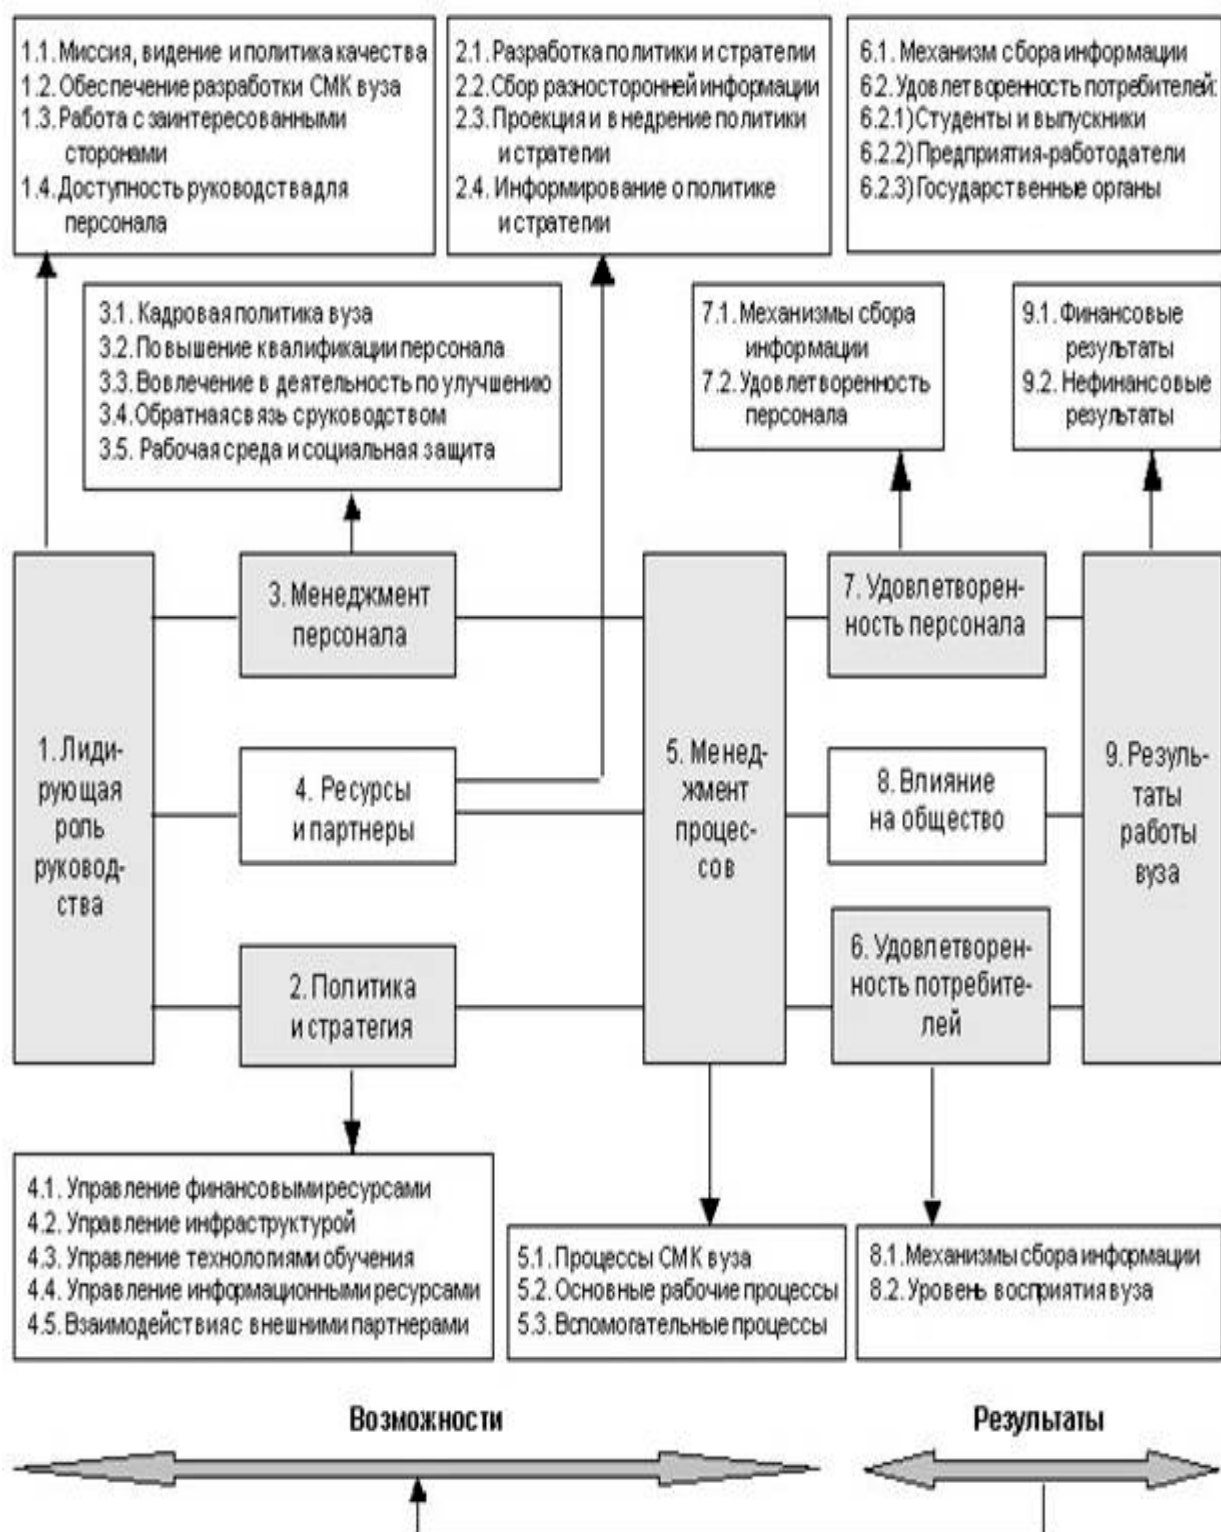 1.1. Миссия, видение и политика качества
1.2. Обеспечение разработки СМК вуза
1.3. Работа с заинтересованными
сторонами
1.4. Доступность руководства для
персонала
2.1. Разработка политики и стратегии
2.2. Сбор разносторонней информации
2.3. Проекция и внедрение политики
и стратегии
2.4. Информирование о политике
и стратегии
6.1. Механизм сбора информации
6.2. Удовлетворенность потребителей:
6.2.1) Студенты и выпускники
6.2.2) Предприятия-работодатели
6.2.3) Государственные органы
3.1. Кадровая политика вуза
3.2. Повышение квалификации персонала
3.3. Вовлечение в деятельность по улучшению
3.4. Обратная связь с руководством
3.5. Рабочая среда и социальная защита
7.1. Механизмы сбора
информации
7.2. Удовлетворенность
персонала
9.1. Финансовые
результаты
9.2. Нефинансовые
результаты
1. Лиди-
рующая
роль
руковод-
ства
3. Менеджмент
персонала
4. Ресурсы
и партнеры
2. Политика
и стратегия
5. Менед-
жмент
процес-
сов
7. Удовлетворен-
ность персонала
8. Влияние
на общество
6. Удовлетворен-
ность потребите-
лей
9. Резуль-
таты
работы
вуза
4.1. Управление финансовыми ресурсами
4.2. Управление инфраструктурой
4.3. Управление технологиями обучения
4.4. Управление информационными ресурсами
4.5. Взаимодействия с внешними партнерами
5.1. Процессы СМК вуза
5.2. Основные рабочие процессы
5.3. Вспомогательные процессы
8.1. Механизмы сбора информации
8.2. Уровень восприятия вуза
Возможности
Результаты